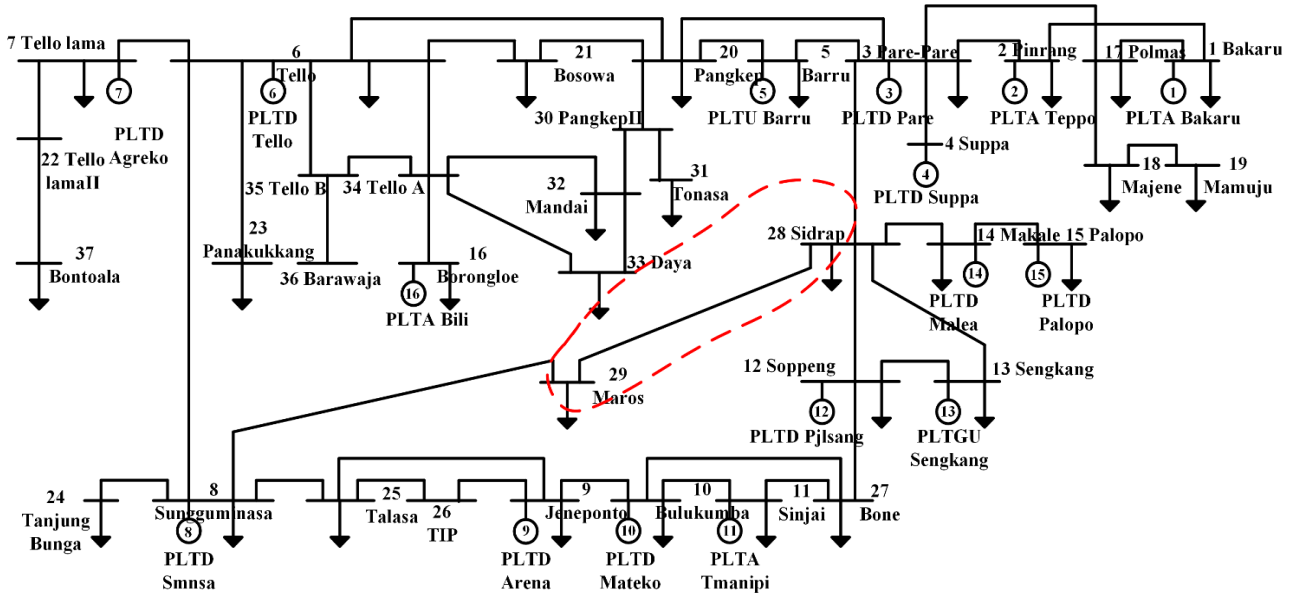 7 Tello lama
6
Tello
21
Bosowa
20
Pangkep
5
Barru
3 Pare-Pare
2 Pinrang
17 Polmas
1 Bakaru
7
6
5
3
2
1
PLTD
Agreko
PLTD
Tello
PLTU Barru
PLTD Pare
PLTA Teppo
PLTA Bakaru
30 PangkepII
4 Suppa
4
PLTD Suppa
22 Tello
lamaII
35 Tello B
34 Tello A
32
Mandai
31
Tonasa
18
Majene
19
Mamuju
23
Panakukkang
37
Bontoala
36 Barawaja
16
Borongloe
16
PLTA Bili
33 Daya
28 Sidrap
14 Makale
15 Palopo
14
15
PLTD
Malea
PLTD
Palopo
29
Maros
12 Soppeng
13 Sengkang
12
13
PLTD Pjlsang
PLTGU
Sengkang
24
Tanjung
Bunga
8
Sungguminasa
25
Talasa
26
TIP
9
Jeneponto
10
Bulukumba
11
Sinjai
27
Bone
8
9
10
11
PLTD
Smnsa
PLTD
Arena
PLTD
Mateko
PLTA
Tmanipi